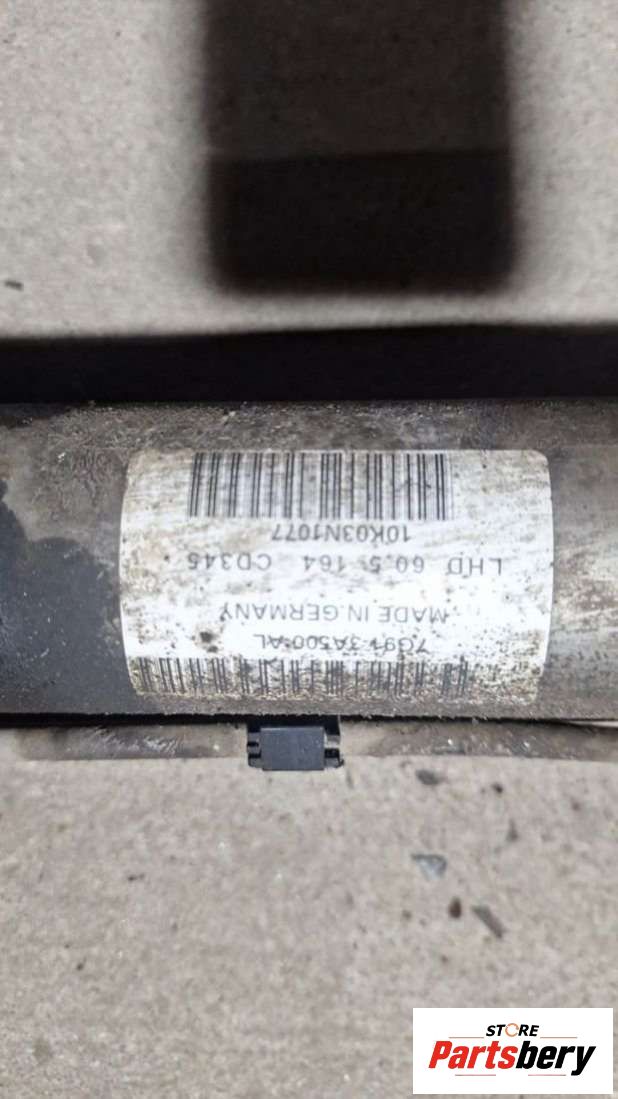 7G91-3A500-AL
MADE IN GERMANY
LHD 60.5 164 CD345
10K03N1077
STORE
Partsbery